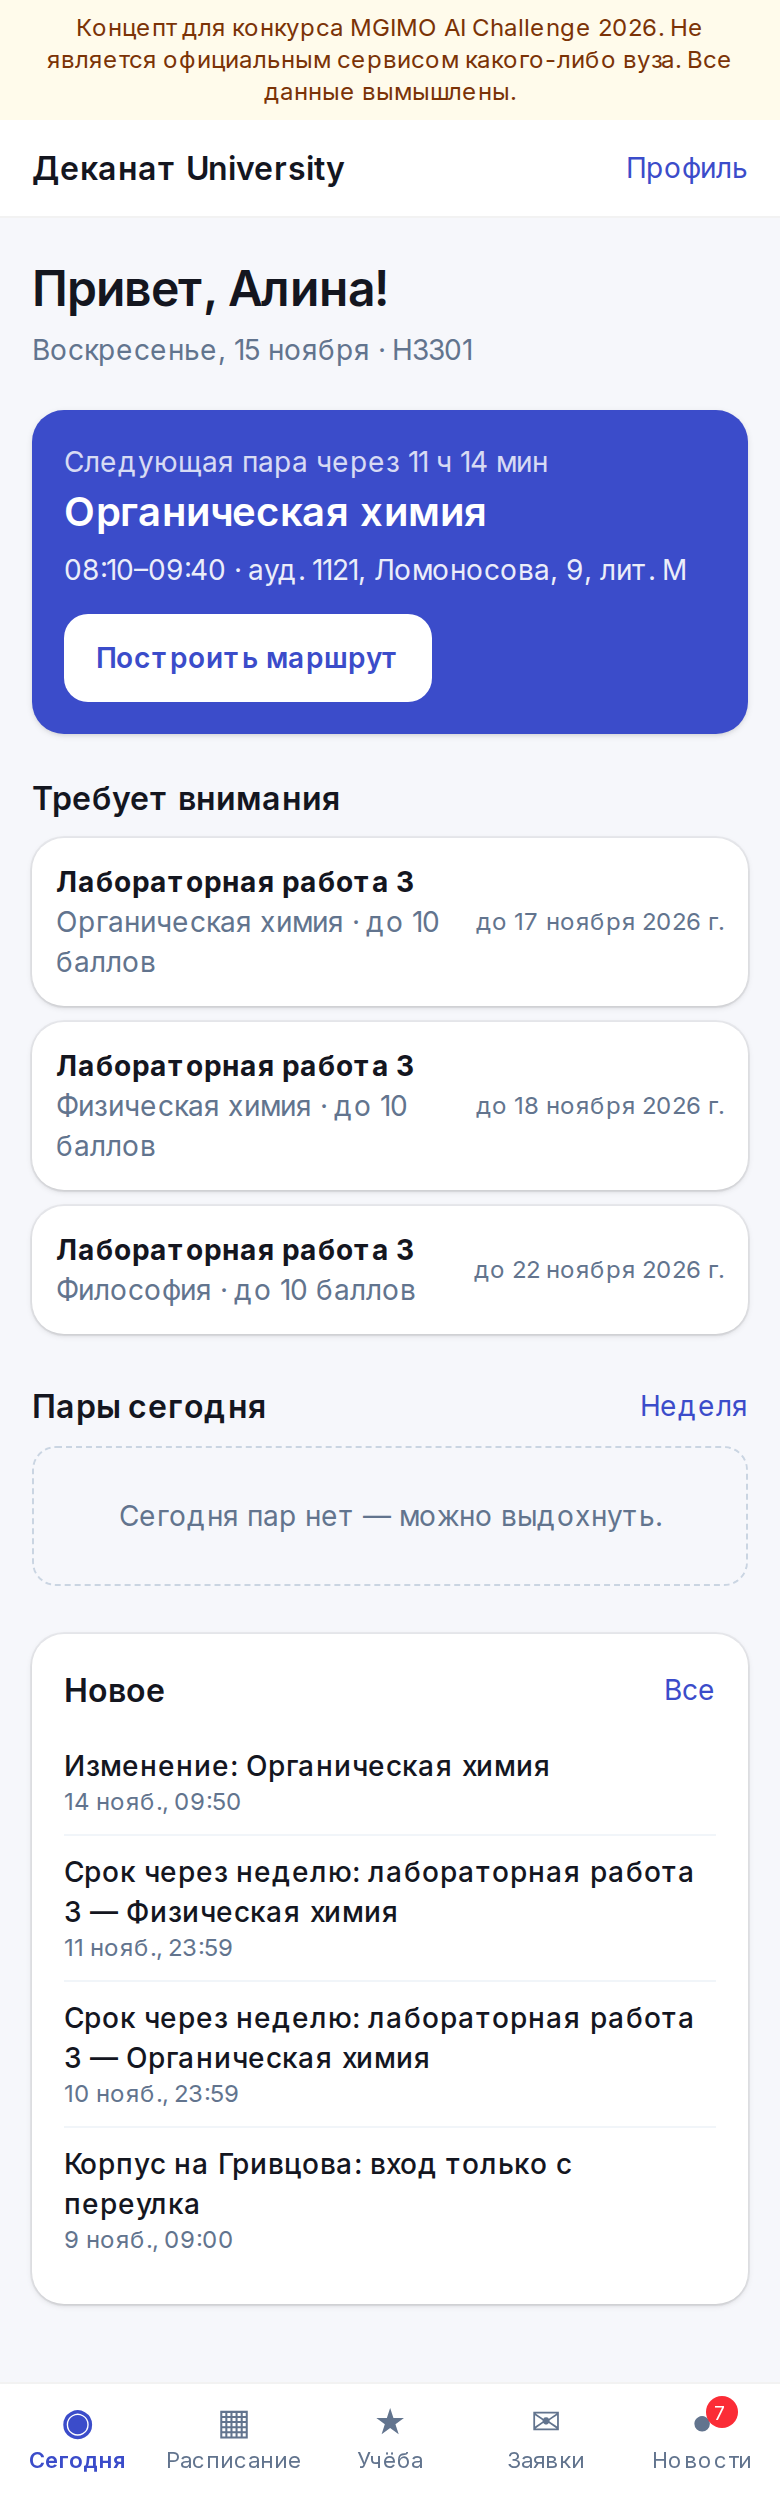 Концепт для конкурса MGIMO AI Challenge 2026. Не
является официальным сервисом какого-либо вуза. Все
данные вымышлены.
Деканат University
Профиль
Привет, Алина!
Воскресенье, 15 ноября · Н3301
Следующая пара через 11 ч 14 мин
Органическая химия
08:10–09:40 · ауд. 1121, Ломоносова, 9, лит. М
Построить маршрут
Требует внимания
Лабораторная работа 3
Органическая химия · до 10
баллов
до 17 ноября 2026 г.
Лабораторная работа 3
Физическая химия · до 10
баллов
до 18 ноября 2026 г.
Лабораторная работа 3
Философия · до 10 баллов
до 22 ноября 2026 г.
Пары сегодня
Неделя
Сегодня пар нет — можно выдохнуть.
Новое
Все
Изменение: Органическая химия
14 нояб., 09:50
Срок через неделю: лабораторная работа
3 — Физическая химия
11 нояб., 23:59
Срок через неделю: лабораторная работа
3 — Органическая химия
10 нояб., 23:59
Корпус на Гривцова: вход только с
переулка
9 нояб., 09:00
7
Сегодня
Расписание
Учёба
Заявки
Новости